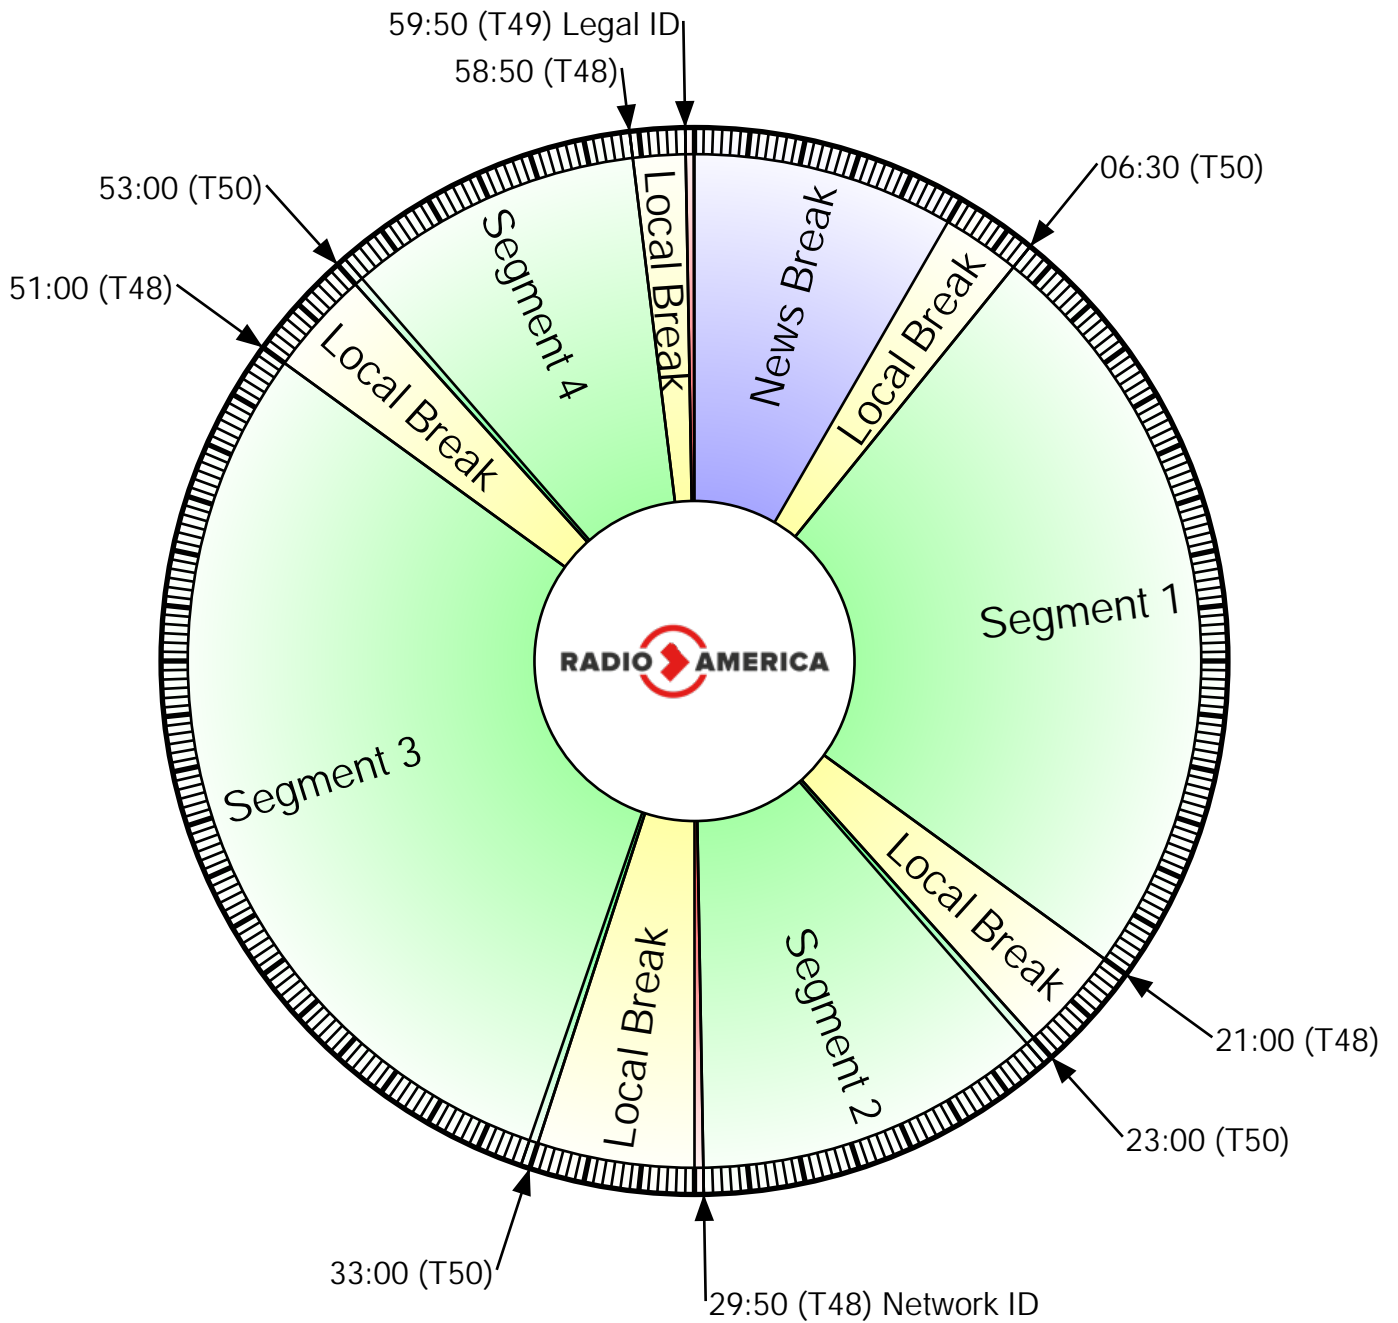 59:50 (T49) Legal ID
58:50 (T48)
06:30 (T50)
53:00 (T50)
51:00 (T48)
News Break
Local Break
Segment 1
Local Break
Segment 2
Local Break
Segment 3
Local Break
Segment 4
Local Break
RADIO AMERICA
21:00 (T48)
23:00 (T50)
33:00 (T50)
29:50 (T48) Network ID